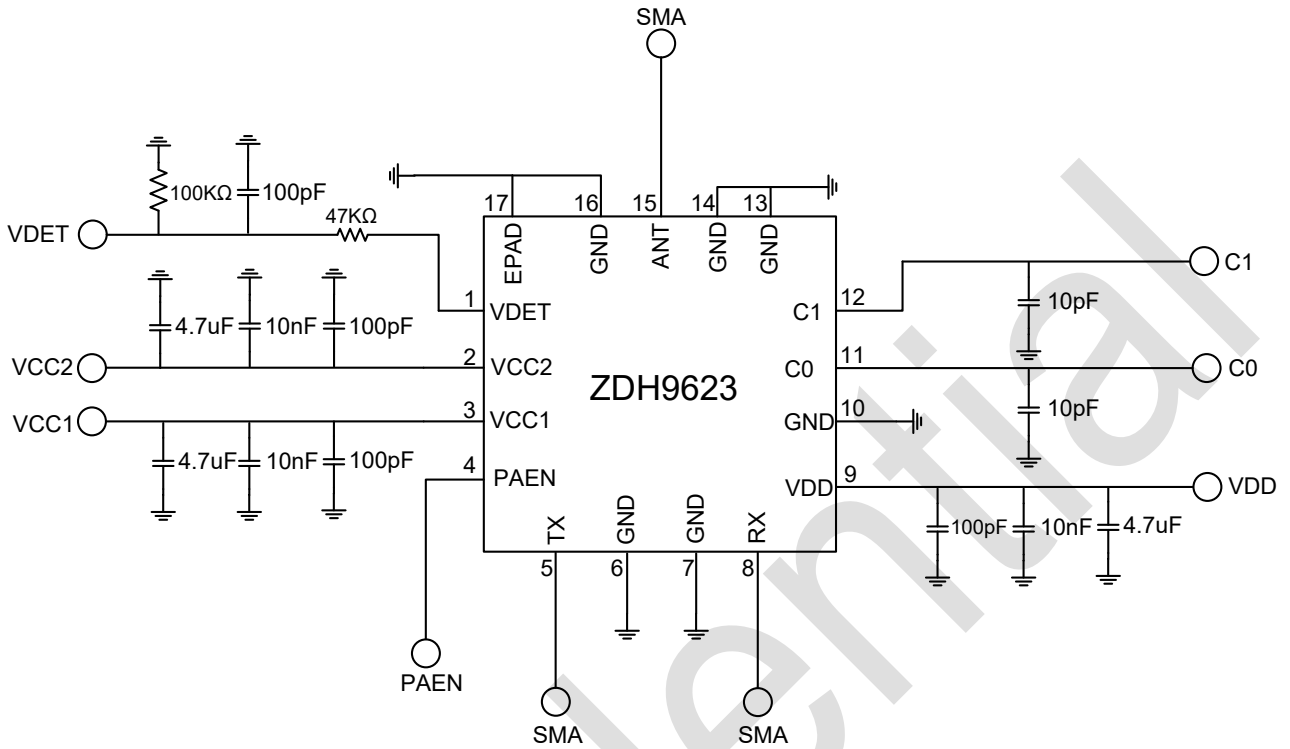 SMA
100KΩ
100pF
47KΩ
VDET
17
16
15
14
13
EPAD
GND
ANT
GND
GND
C1
1
VDET
12
C1
10pF
4.7uF
10nF
100pF
VCC2
2
VCC2
11
C0
C0
ZDH9623
VCC1
3
VCC1
10
GND
10pF
4.7uF
10nF
100pF
4
PAEN
9
VDD
VDD
TX
GND
GND
RX
100pF
10nF
4.7uF
5
6
7
8
PAEN
SMA
SMA
ential